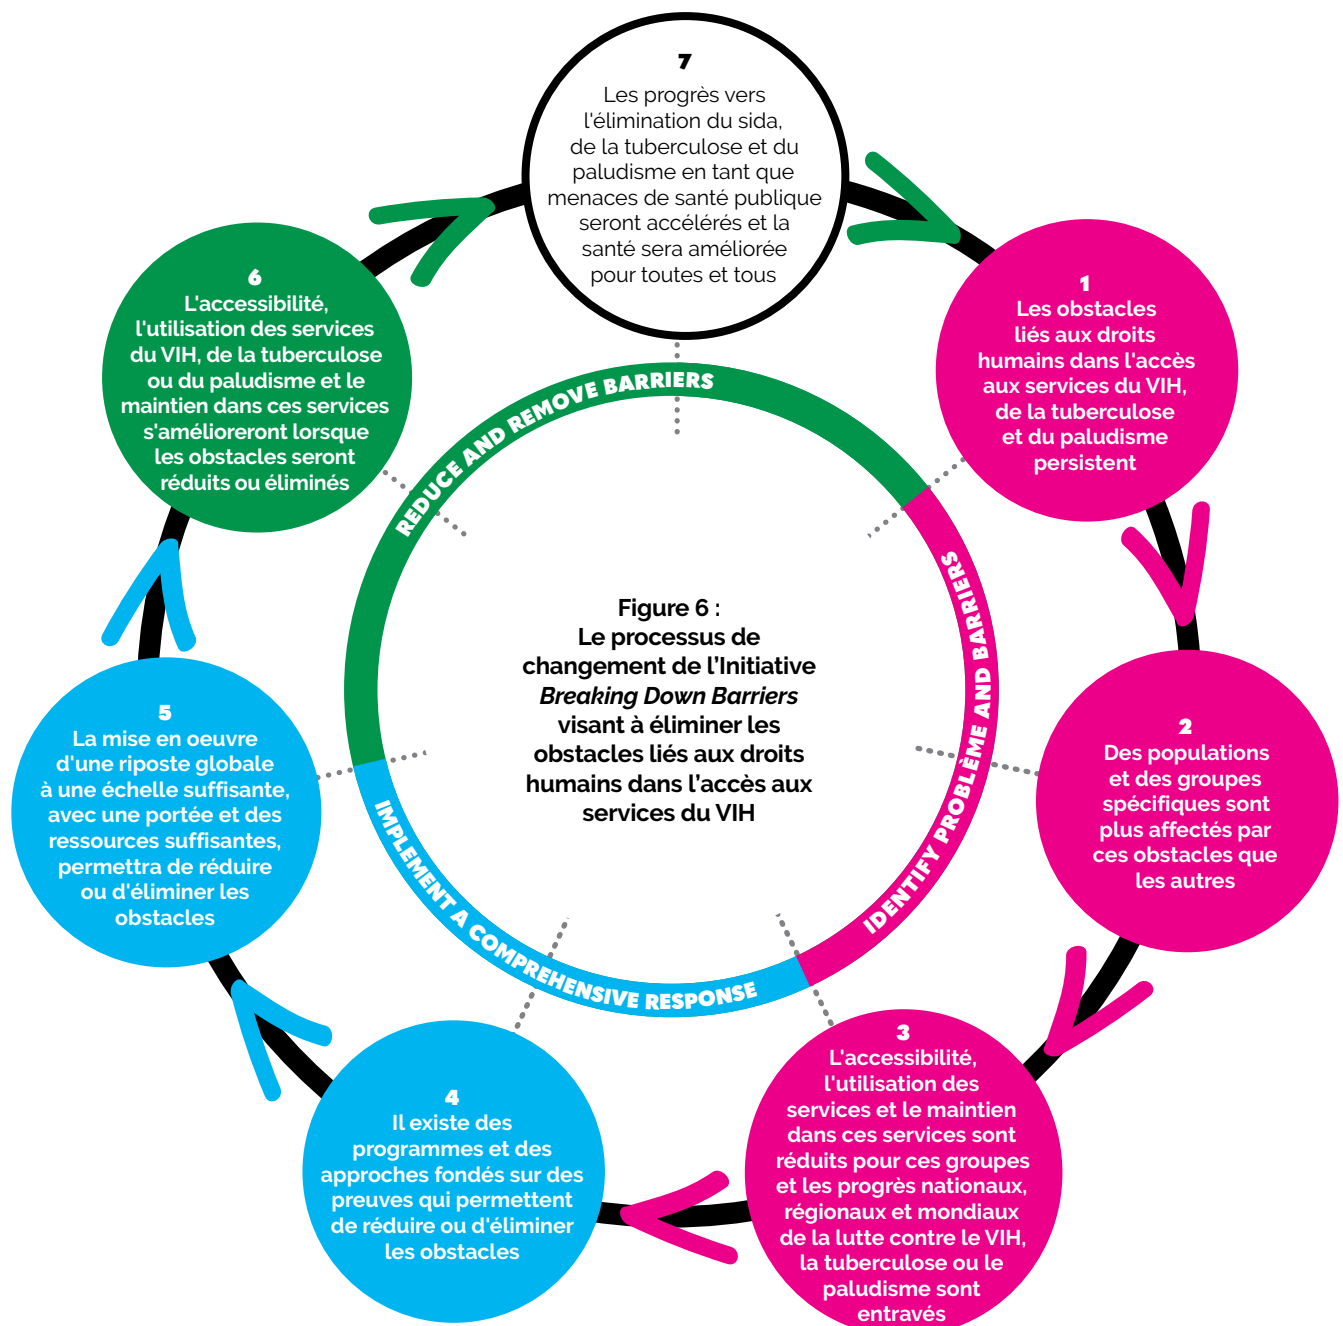 7
Les progrès vers
l'élimination du sida,
de la tuberculose et du
paludisme en tant que
menaces de santé publique
seront accélérés et la
santé sera améliorée
pour toutes et tous
1
Les obstacles
liés aux droits
humains dans l'accès
aux services du VIH,
de la tuberculose
et du paludisme
persistent
2
Des populations
et des groupes
spécifiques sont
plus affectés par
ces obstacles que
les autres
3
L'accessibilité,
l'utilisation des
services et le maintien
dans ces services sont
réduits pour ces groupes
et les progrès nationaux,
régionaux et mondiaux
de la lutte contre le VIH,
la tuberculose ou le
paludisme sont
entravés
4
Il existe des
programmes et des
approches fondés sur des
preuves qui permettent
de réduire ou d'éliminer
les obstacles
5
La mise en oeuvre
d'une riposte globale
à une échelle suffisante,
avec une portée et des
ressources suffisantes,
permettra de réduire
ou d'éliminer les
obstacles
6
L'accessibilité,
l'utilisation des services
du VIH, de la tuberculose
ou du paludisme et le
maintien dans ces services
s'amélioreront lorsque
les obstacles seront
réduits ou éliminés
REDUCE AND REMOVE BARRIERS
IDENTIFY PROBLÈME AND BARRIERS
IMPLEMENT A COMPREHENSIVE RESPONSE
Figure 6 :
Le processus de
changement de l'Initiative
Breaking Down Barriers
visant à éliminer les
obstacles liés aux droits
humains dans l'accès aux
services du VIH